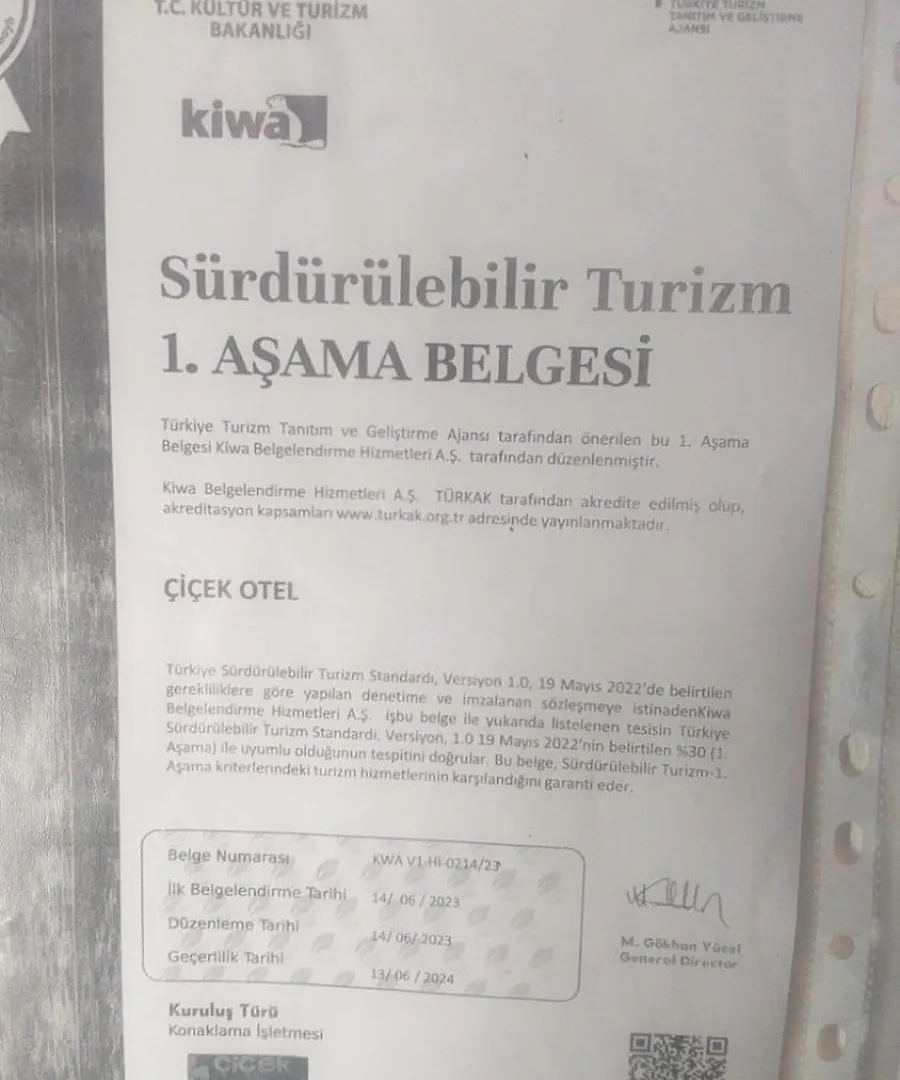 T.C. KÜLTÜR VE TURİZM
BAKANLIĞI
TÜRKİYE TURİZM
TANITIM VE GELİŞTİRME
AJANSI
kiwa
Sürdürülebilir Turizm
1. AŞAMA BELGESİ
Türkiye Turizm Tanıtım ve Geliştirme Ajansı tarafından önerilen bu 1. Aşama
Belgesi Kiwa Belgelendirme Hizmetleri A.Ş. tarafından düzenlenmiştir.
Kiwa Belgelendirme Hizmetleri A.Ş. TÜRKAK tarafından akredite edilmiş olup,
akreditasyon kapsamları www.turkak.org.tr adresinde yayınlanmaktadır.
ÇİÇEK OTEL
Türkiye Sürdürülebilir Turizm Standardı, Versiyon 1.0, 19 Mayıs 2022'de belirtilen
gerekliliklere göre yapılan denetime ve imzalanan sözleşmeye istinadenKiwa
Belgelendirme Hizmetleri A.Ş. işbu belge ile yukarıda listelenen tesisin Türkiye
Sürdürülebilir Turizm Standardı, Versiyon, 1.0 19 Mayıs 2022'nin belirtilen %30 (1.
Aşama) ile uyumlu olduğunun tespitini doğrular. Bu belge, Sürdürülebilir Turizm-1.
Aşama kriterlerindeki turizm hizmetlerinin karşılandığını garanti eder.
Belge Numarası KWA V1-HI-0214/23
İlk Belgelendirme Tarihi 14/ 06 / 2023
Düzenleme Tarihi 14/ 06/ 2023
Geçerlilik Tarihi 13/ 06 / 2024
M. Gökhan Yücel
General Director
Kuruluş Türü
Konaklama İşletmesi
ÇİÇEK